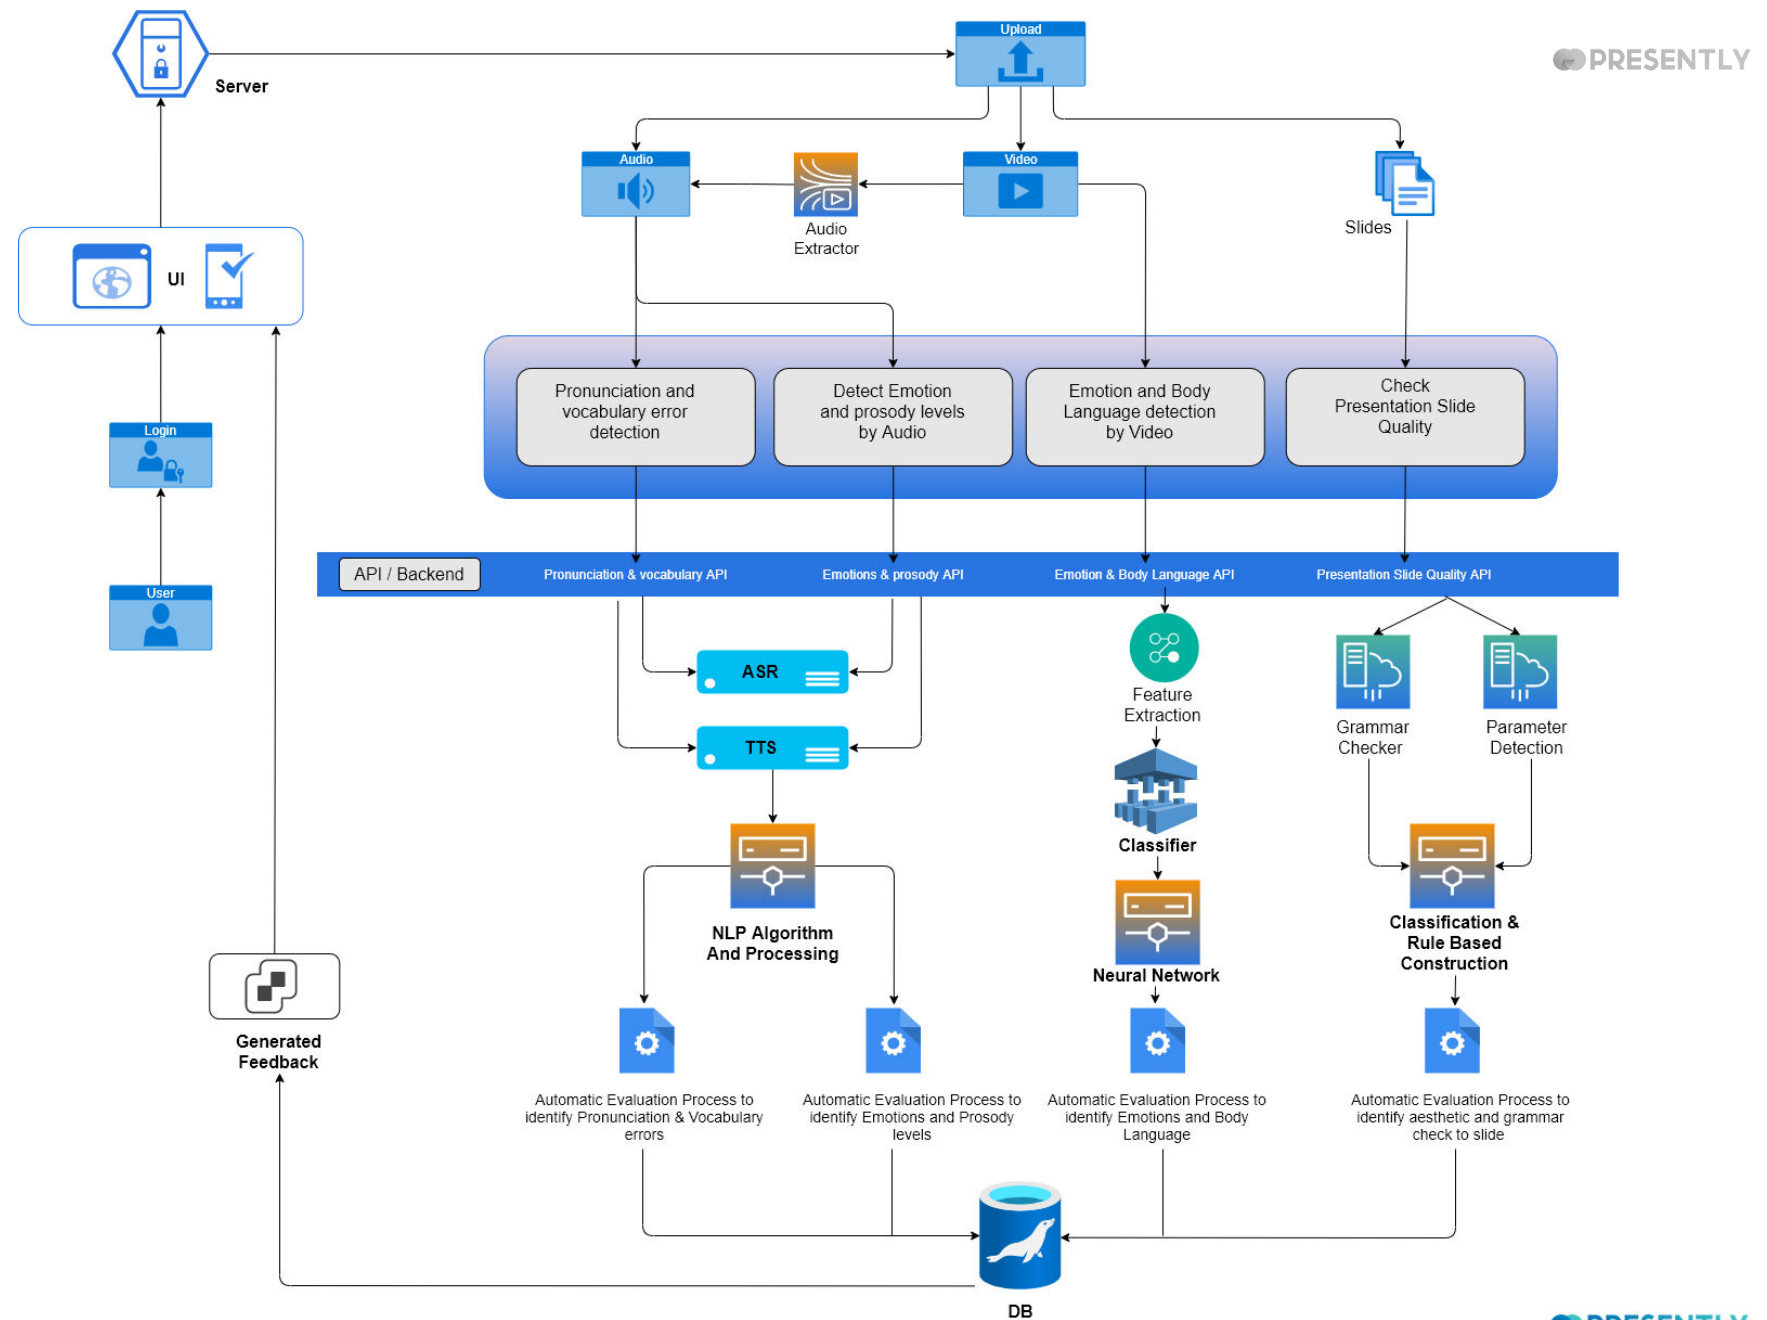 Upload
PRESENTLY
Server
Audio
Video
Audio
Extractor
Slides
UI
Pronunciation and
vocabulary error
detection
Detect Emotion
and prosody levels
by Audio
Emotion and Body
Language detection
by Video
Check
Presentation Slide
Quality
Login
API / Backend
Pronunciation & vocabulary API
Emotions & prosody API
Emotion & Body Language API
Presentation Slide Quality API
User
ASR
TTS
Feature
Extraction
Grammar
Checker
Parameter
Detection
Classifier
NLP Algorithm
And Processing
Neural Network
Classification &
Rule Based
Construction
Generated
Feedback
Automatic Evaluation Process to
identify Pronunciation & Vocabulary
errors
Automatic Evaluation Process to
identify Emotions and Prosody
levels
Automatic Evaluation Process to
identify Emotions and Body
Language
Automatic Evaluation Process to
identify aesthetic and grammar
check to slide
DB
PRESENTLY